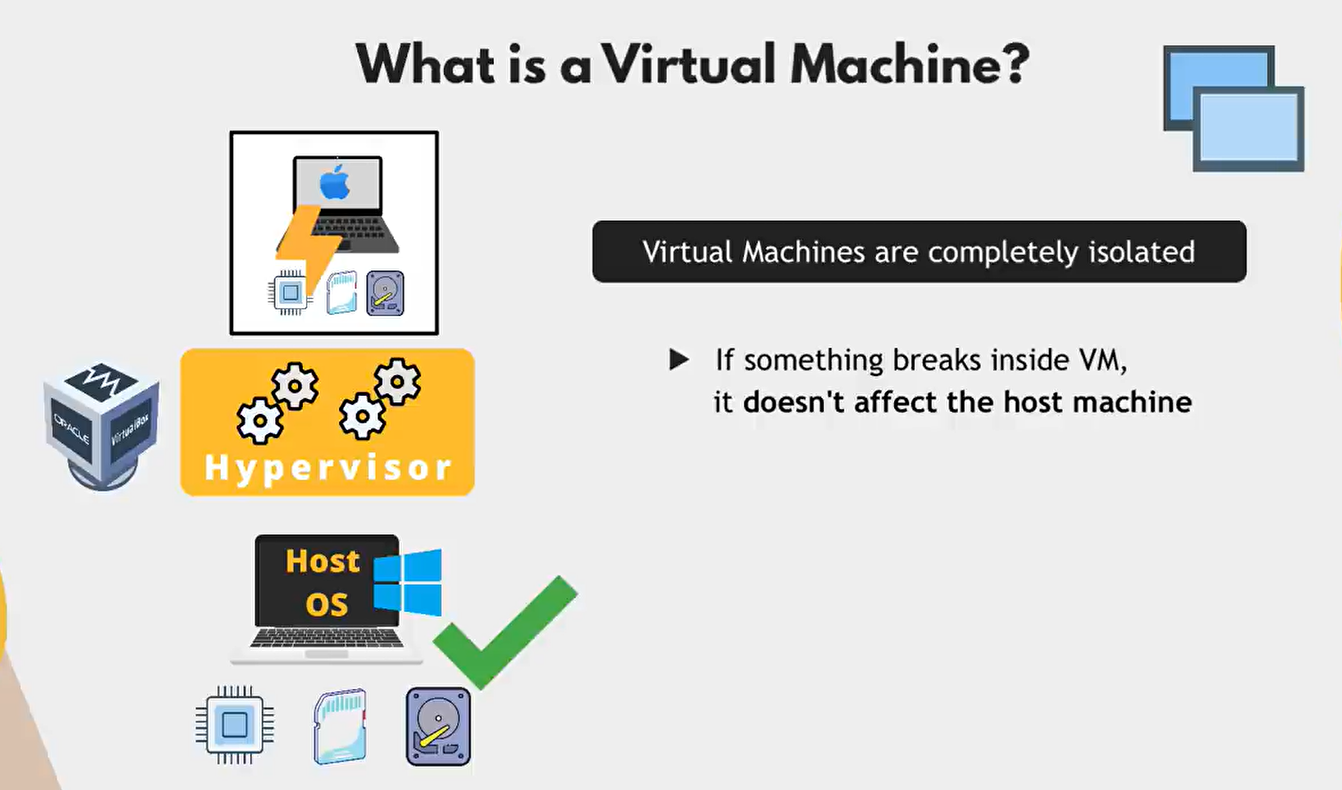 What is a Virtual Machine?
Virtual Machines are completely isolated
If something breaks inside VM,
it doesn't affect the host machine
ORACLE
VirtualBox
Hypervisor
Host
OS